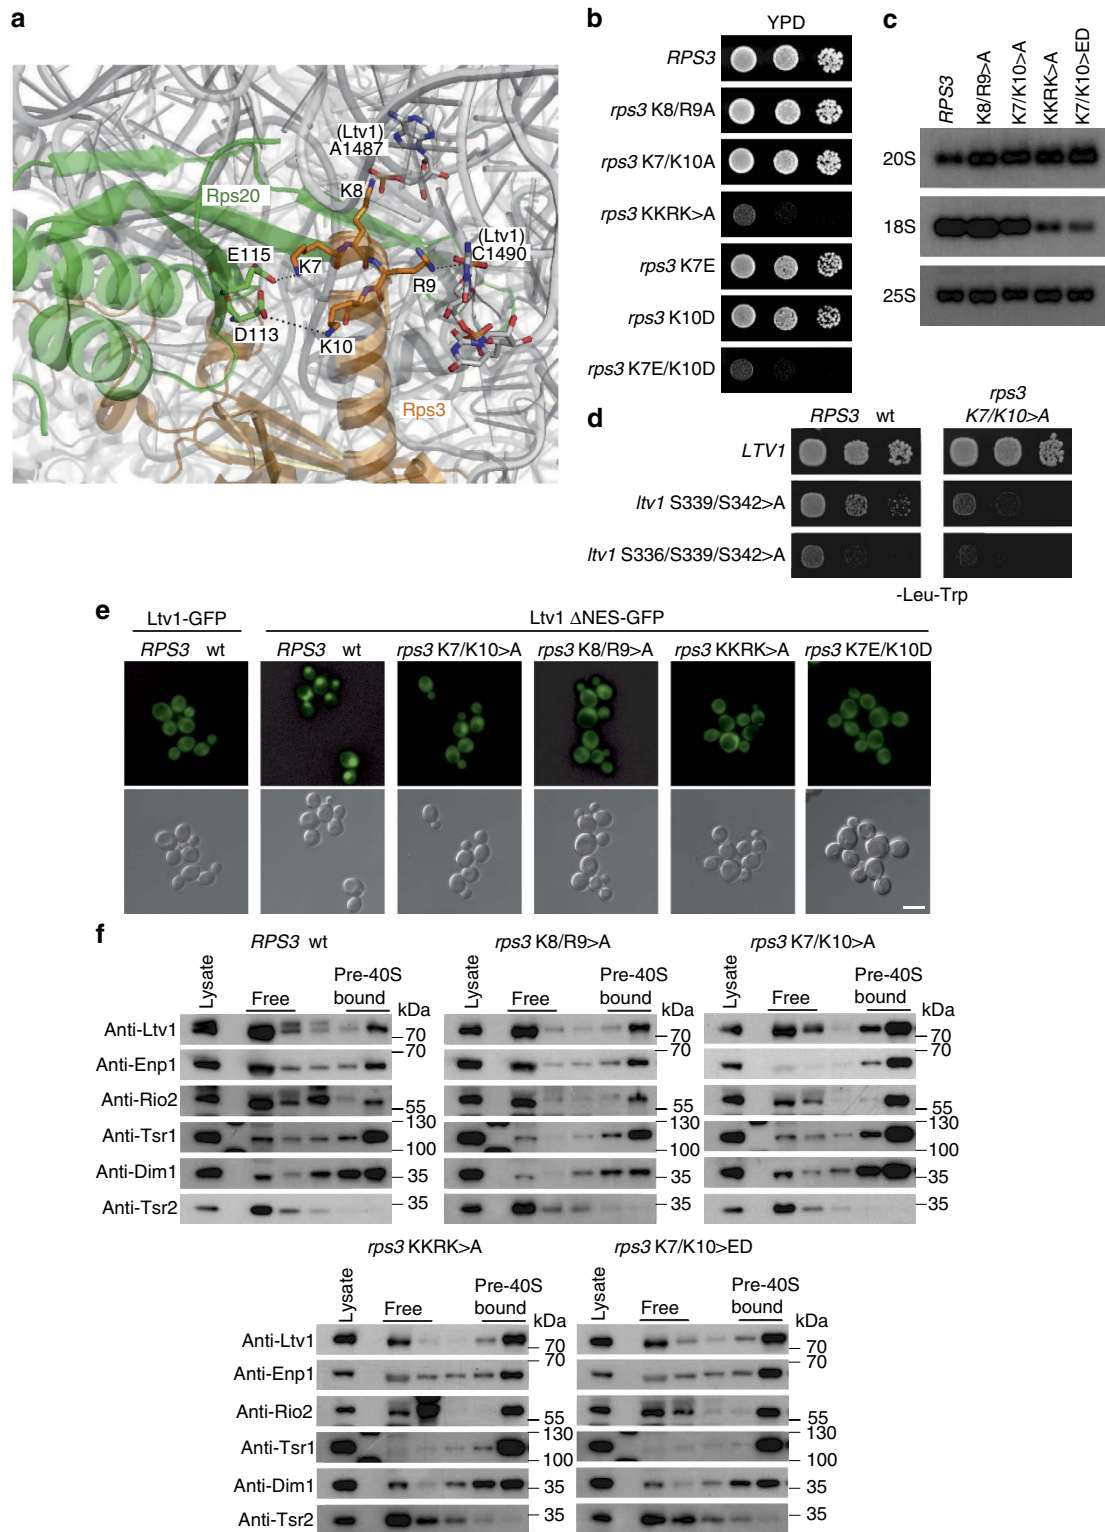 a
(Ltv1)
A1487
K8
Rps20
(Ltv1)
C1490
E115
K7
R9
D113
K10
Rps3
b
YPD
RPS3
rps3 K8/R9A
rps3 K7/K10A
rps3 KKRK>A
rps3 K7E
rps3 K10D
rps3 K7E/K10D
c
RPS3
K8/R9>A
K7/K10>A
KKRK>A
K7/K10>ED
20S
18S
25S
d
RPS3 wt
rps3
K7/K10>A
LTV1
ltv1 S339/S342>A
ltv1 S336/S339/S342>A
-Leu-Trp
e
Ltv1-GFP
Ltv1 ΔNES-GFP
RPS3 wt
RPS3 wt
rps3 K7/K10>A
rps3 K8/R9>A
rps3 KKRK>A
rps3 K7E/K10D
f
RPS3 wt
Lysate
Free
Pre-40S
bound
kDa
Anti-Ltv1
70
70
Anti-Enp1
Anti-Rio2
55
130
Anti-Tsr1
100
Anti-Dim1
35
Anti-Tsr2
35
rps3 K8/R9>A
Lysate
Free
Pre-40S
bound
kDa
70
70
55
130
100
35
35
rps3 K7/K10>A
Lysate
Free
Pre-40S
bound
kDa
70
70
55
130
100
35
35
rps3 KKRK>A
Lysate
Free
Pre-40S
bound
kDa
Anti-Ltv1
70
70
Anti-Enp1
Anti-Rio2
55
130
Anti-Tsr1
100
Anti-Dim1
35
Anti-Tsr2
35
rps3 K7/K10>ED
Lysate
Free
Pre-40S
bound
kDa
70
70
55
130
100
35
35